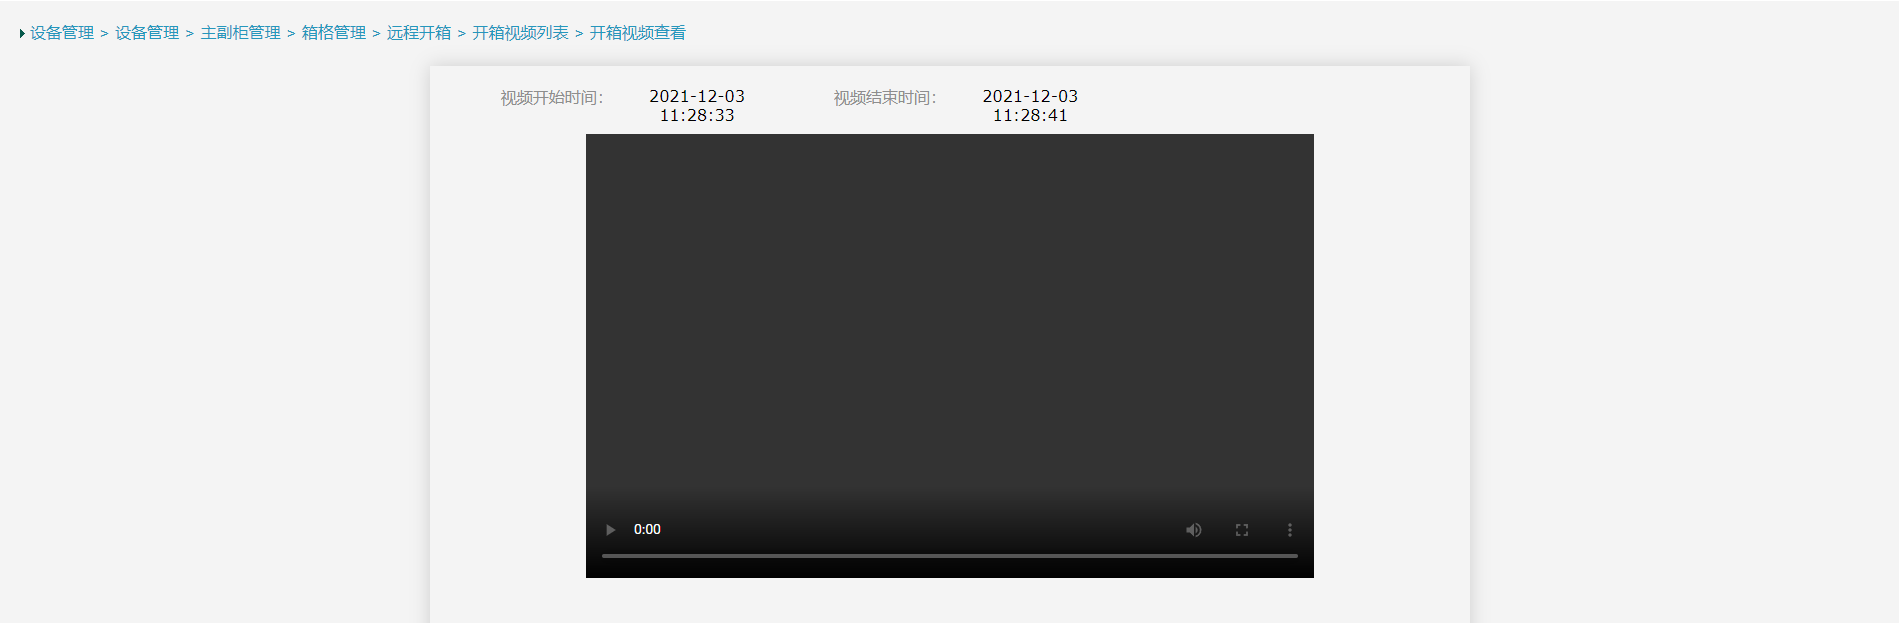 设备管理 > 设备管理 > 主副柜管理 > 箱格管理 > 远程开箱 > 开箱视频列表 > 开箱视频查看
视频开始时间： 2021-12-03 11:28:33 视频结束时间： 2021-12-03 11:28:41
0:00